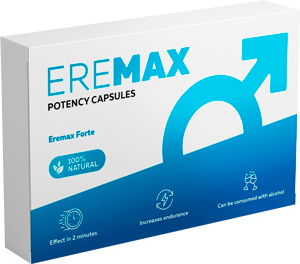 EREMAX
POTENCY CAPSULES
Eremax Forte
100%
NATURAL
Effect in 2 minutes
Increases endurance
Can be consumed with alcohol